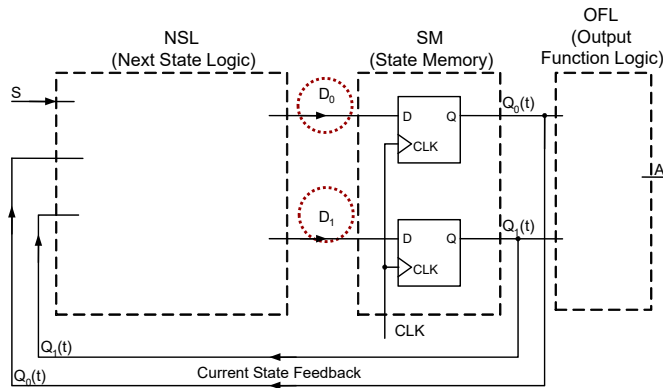 NSL
(Next State Logic)
SM
(State Memory)
OFL
(Output
Function Logic)
S
D0
D
Q
CLK
Q0(t)
A
D1
D
Q
CLK
Q1(t)
CLK
Q1(t)
Current State Feedback
Q0(t)